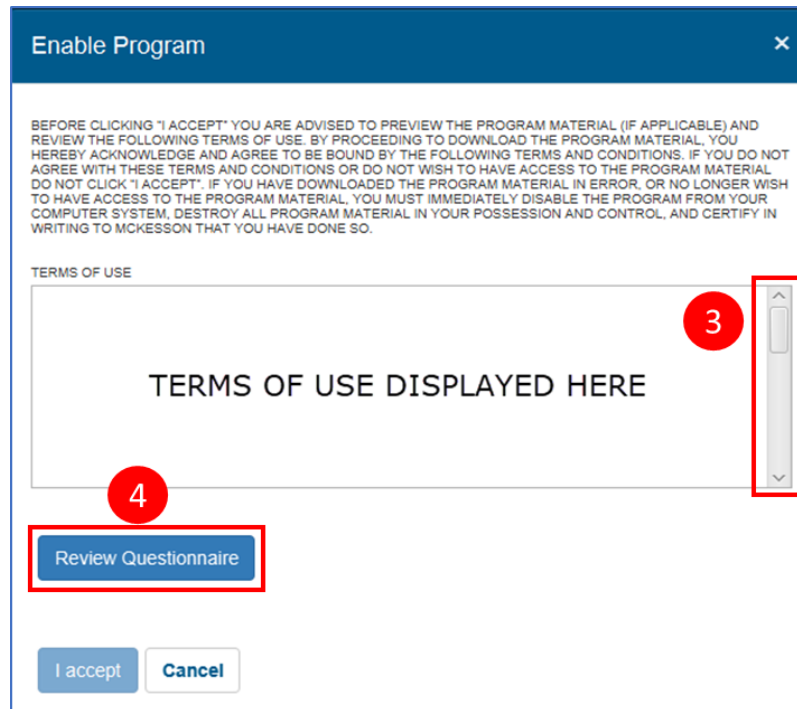 Enable Program ×
BEFORE CLICKING "I ACCEPT" YOU ARE ADVISED TO PREVIEW THE PROGRAM MATERIAL (IF APPLICABLE) AND
REVIEW THE FOLLOWING TERMS OF USE. BY PROCEEDING TO DOWNLOAD THE PROGRAM MATERIAL, YOU
HEREBY ACKNOWLEDGE AND AGREE TO BE BOUND BY THE FOLLOWING TERMS AND CONDITIONS. IF YOU DO NOT
AGREE WITH THESE TERMS AND CONDITIONS OR DO NOT WISH TO HAVE ACCESS TO THE PROGRAM MATERIAL
DO NOT CLICK "I ACCEPT". IF YOU HAVE DOWNLOADED THE PROGRAM MATERIAL IN ERROR, OR NO LONGER WISH
TO HAVE ACCESS TO THE PROGRAM MATERIAL, YOU MUST IMMEDIATELY DISABLE THE PROGRAM FROM YOUR
COMPUTER SYSTEM, DESTROY ALL PROGRAM MATERIAL IN YOUR POSSESSION AND CONTROL, AND CERTIFY IN
WRITING TO MCKESSON THAT YOU HAVE DONE SO.
TERMS OF USE
3
TERMS OF USE DISPLAYED HERE
4
Review Questionnaire
I accept Cancel